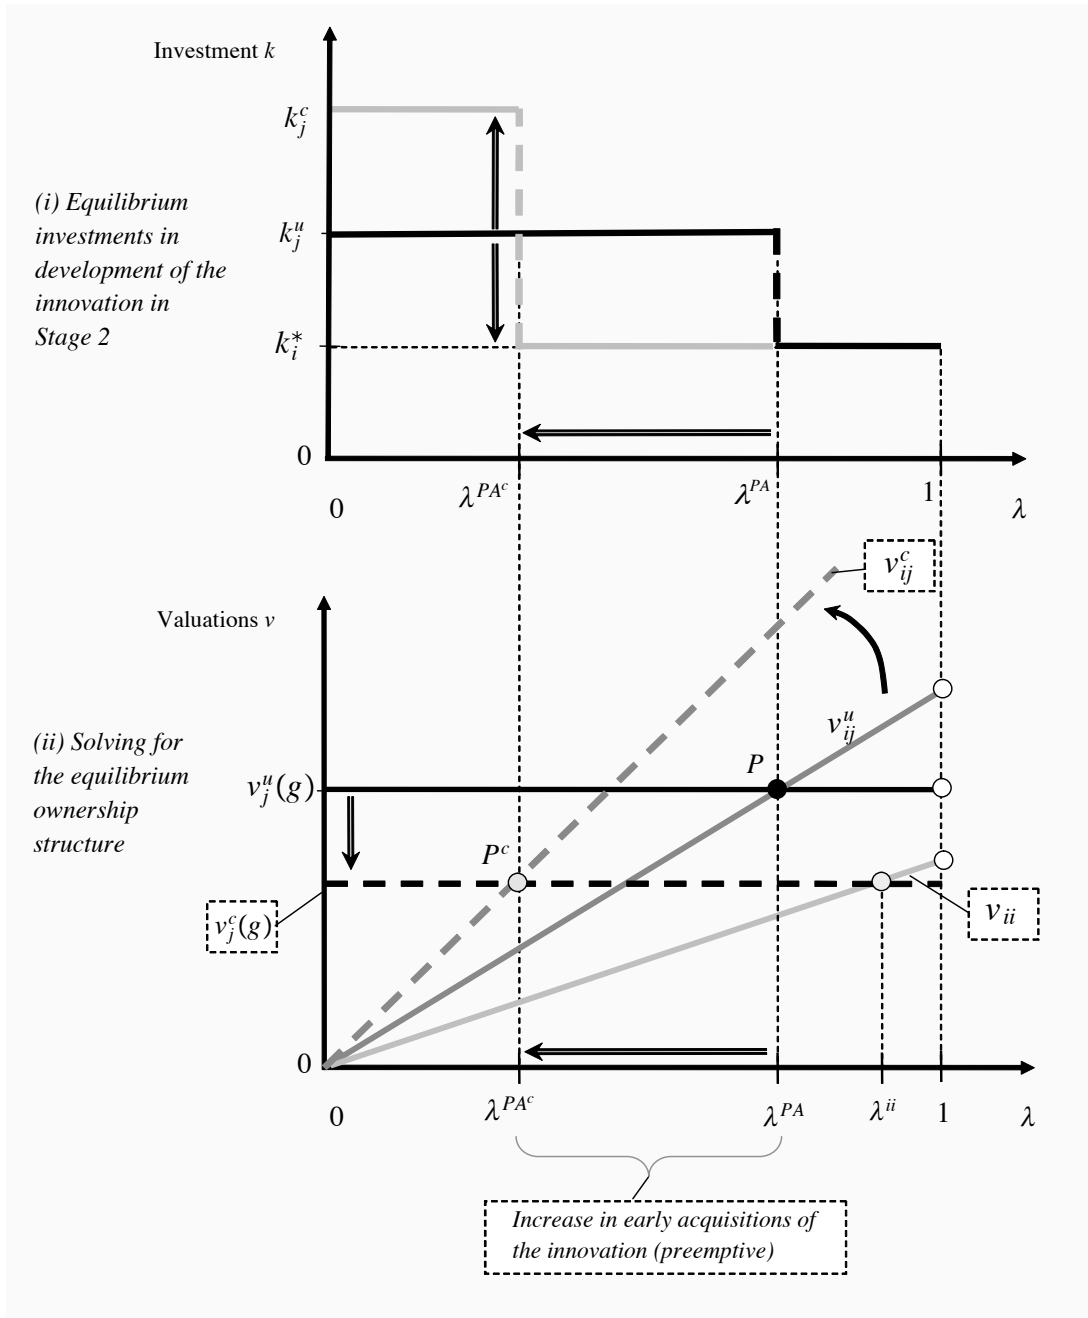 Investment k
k_j^c
(i) Equilibrium
investments in
development of the
innovation in
Stage 2
k_j^u
k_i^*
0
0
λ^{PA^c}
λ^{PA}
1
λ
v_{ij}^c
Valuations v
v_{ij}^u
(ii) Solving for
the equilibrium
ownership
structure
v_j^u(g)
P
P^c
v_j^c(g)
v_{ii}
0
0
λ^{PA^c}
λ^{PA}
λ^{ii}
1
λ
Increase in early acquisitions of
the innovation (preemptive)